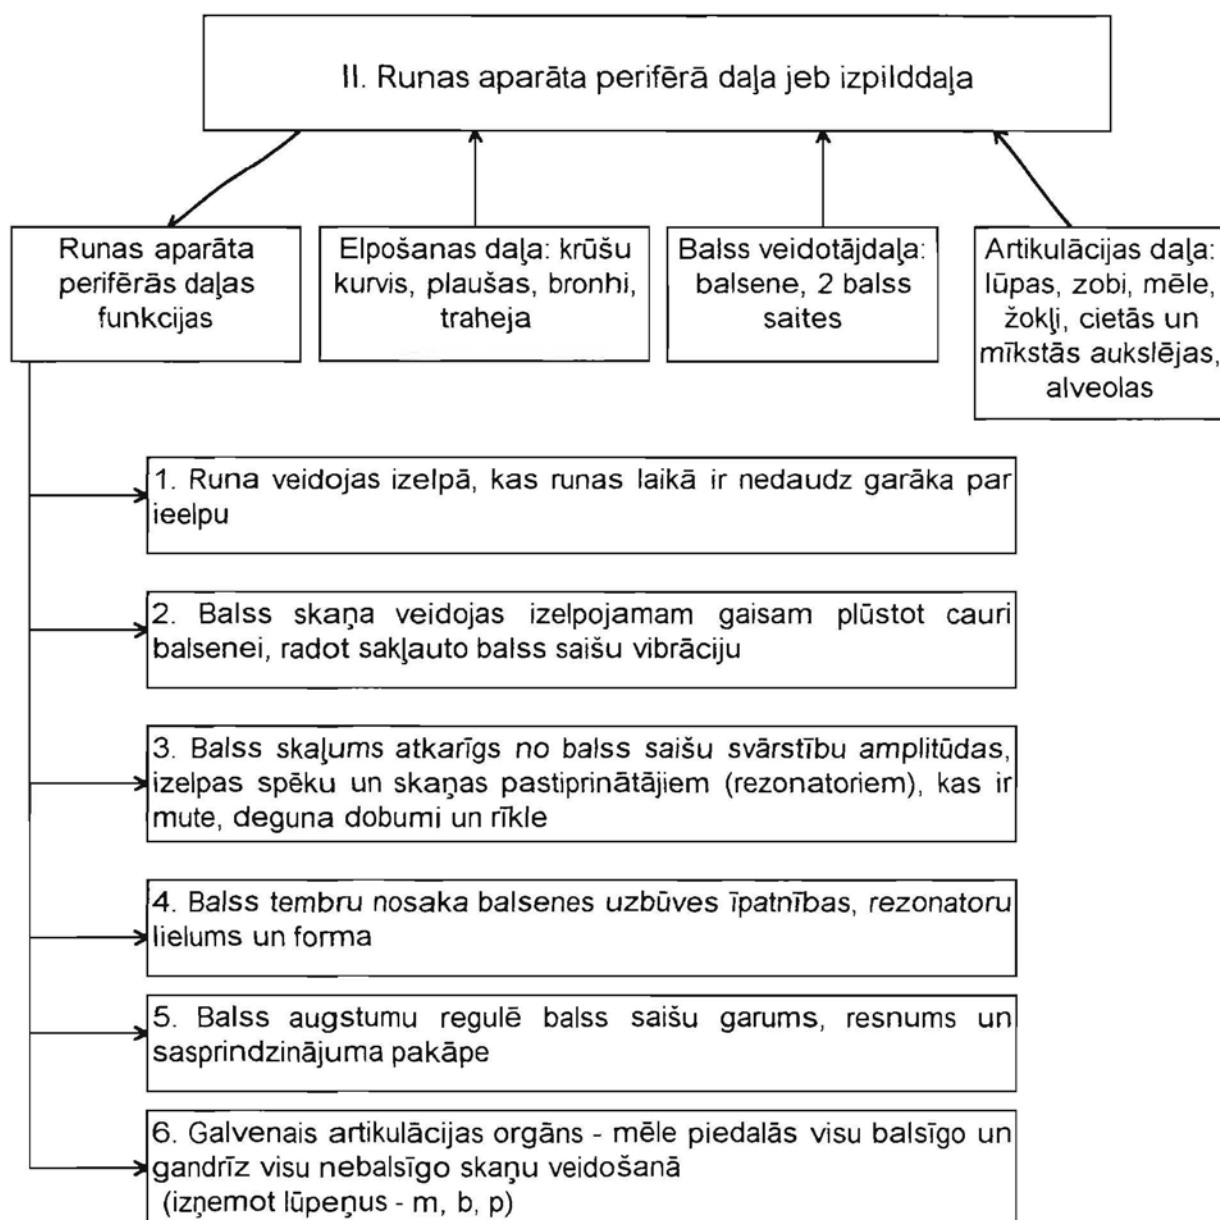 II. Runas aparāta perifērā daļa jeb izpilddaļa
Runas aparāta
perifērās daļas
funkcijas
Elpošanas daļa: krūšu
kurvis, plaušas, bronhi,
traheja
Balss veidotājdaļa:
balsene, 2 balss
saites
Artikulācijas daļa:
lūpas, zobi, mēle,
žokļi, cietās un
mīkstās aukslējas,
alveolas
1. Runa veidojas izelpā, kas runas laikā ir nedaudz garāka par
ieelpu
2. Balss skaņa veidojas izelpojamam gaisam plūstot cauri
balsenei, radot sakļauto balss saišu vibrāciju
3. Balss skaļums atkarīgs no balss saišu svārstību amplitūdas,
izelpas spēku un skaņas pastiprinātājiem (rezonatoriem), kas ir
mute, deguna dobumi un rīkle
4. Balss tembru nosaka balsenes uzbūves īpatnības, rezonatoru
lielums un forma
5. Balss augstumu regulē balss saišu garums, resnums un
sasprindzinājuma pakāpe
6. Galvenais artikulācijas orgāns - mēle piedalās visu balsīgo un
gandrīz visu nebalsīgo skaņu veidošanā
(izņemot lūpeņus - m, b, p)